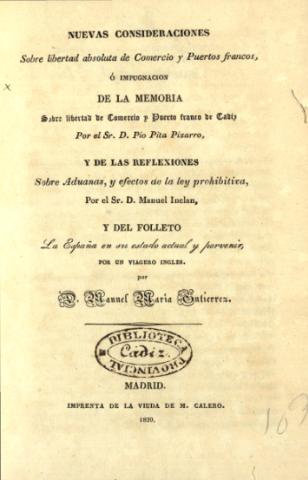 NUEVAS CONSIDERACIONES
Sobre libertad absoluta de Comercio y Puertos francos,
Ó IMPUGNACION
DE LA MEMORIA
Sobre libertad de Comercio y Puerto franco de Cadiz
Por el Sr. D. Pío Pita Pizarro,
Y DE LAS REFLEXIONES
Sobre Aduanas, y efectos de la ley prohibitiva,
Por el Sr. D. Manuel Inclan,
Y DEL FOLLETO
La España en su estado actual y porvenir,
POR UN VIAGERO INGLES.
por
D. Manuel María Gutierrez.
BIBLIOTECA
Cádiz.
PROVINCIAL
MADRID.
IMPRENTA DE LA VIUDA DE M. CALERO.
1839.